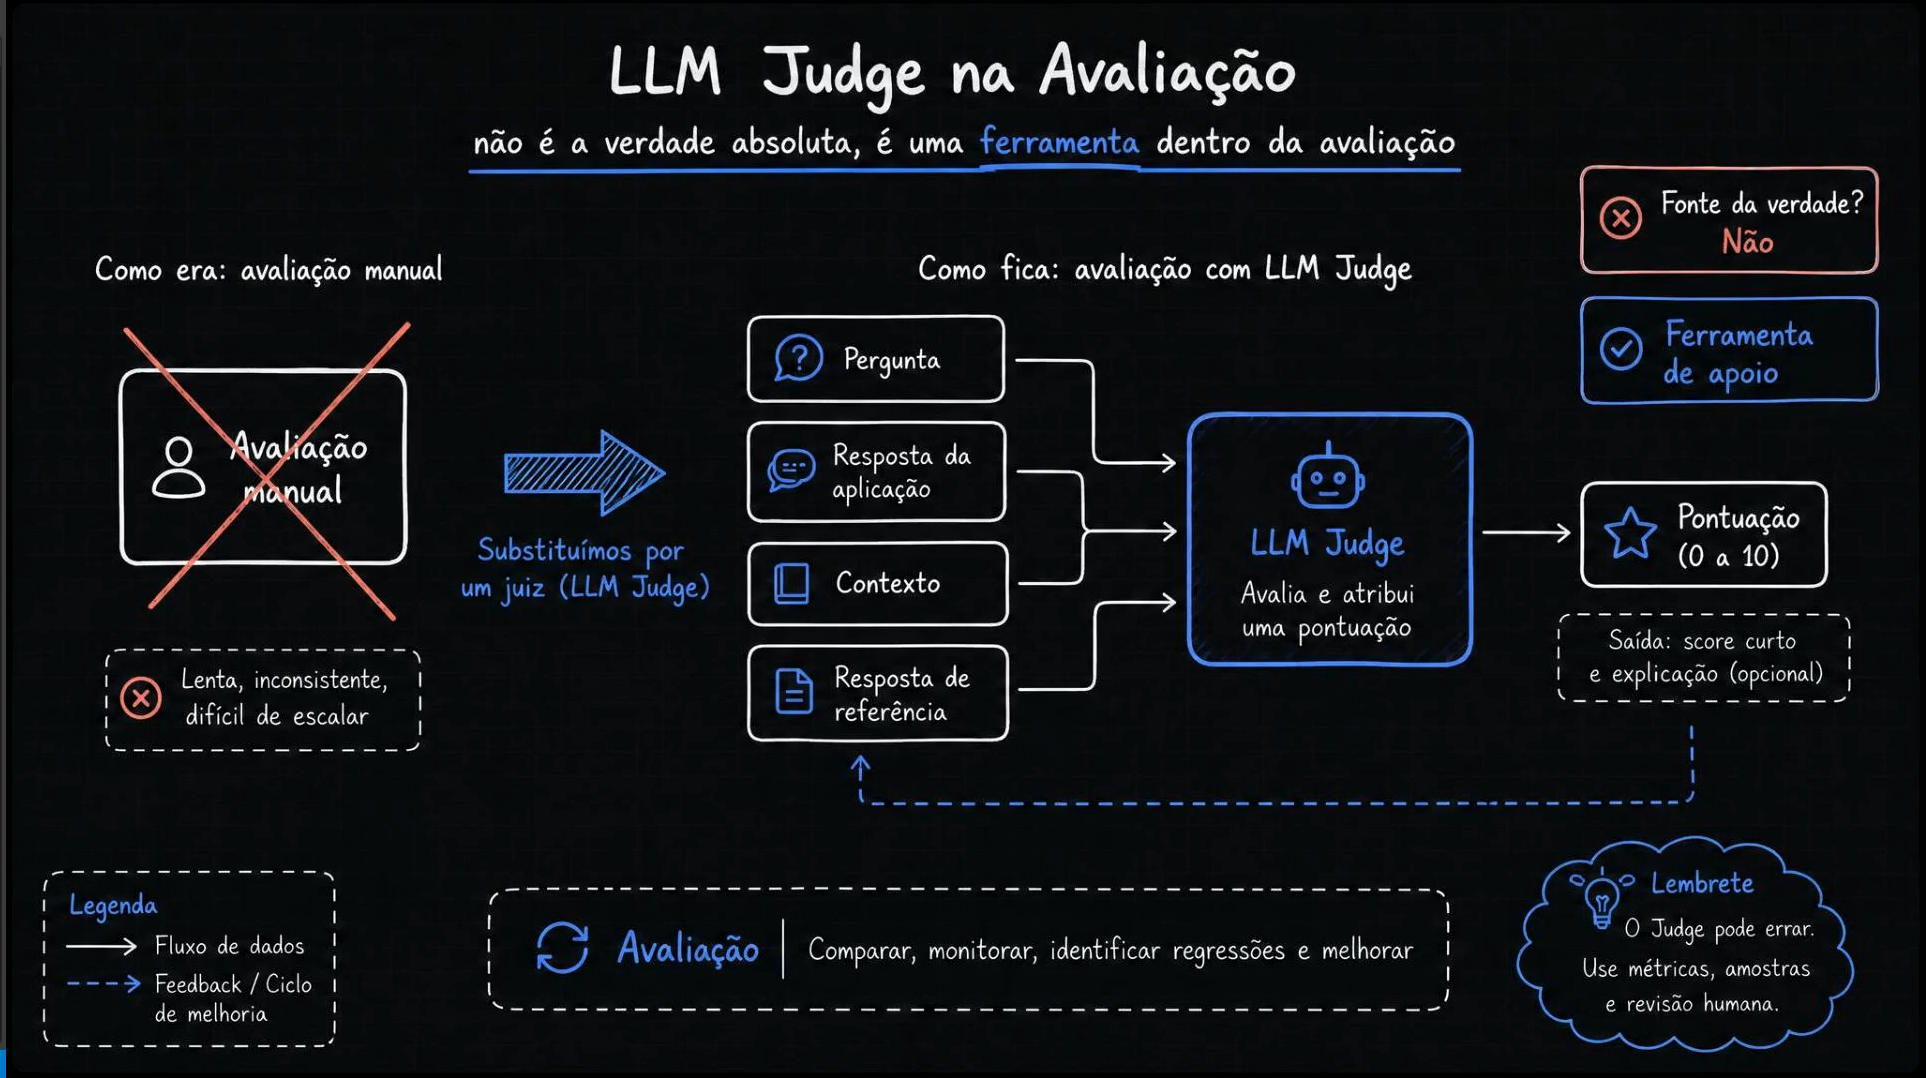 LLM Judge na Avaliação
não é a verdade absoluta, é uma ferramenta dentro da avaliação
Fonte da verdade?
Não
Ferramenta
de apoio
Como era: avaliação manual
Avaliação
manual
Lenta, inconsistente,
difícil de escalar
Substituímos por
um juiz (LLM Judge)
Como fica: avaliação com LLM Judge
Pergunta
Resposta da
aplicação
Contexto
Resposta de
referência
LLM Judge
Avalia e atribui
uma pontuação
Pontuação
(0 a 10)
Saída: score curto
e explicação (opcional)
Legenda
Fluxo de dados
Feedback / Ciclo
de melhoria
Avaliação
Comparar, monitorar, identificar regressões e melhorar
Lembrete
O Judge pode errar.
Use métricas, amostras
e revisão humana.